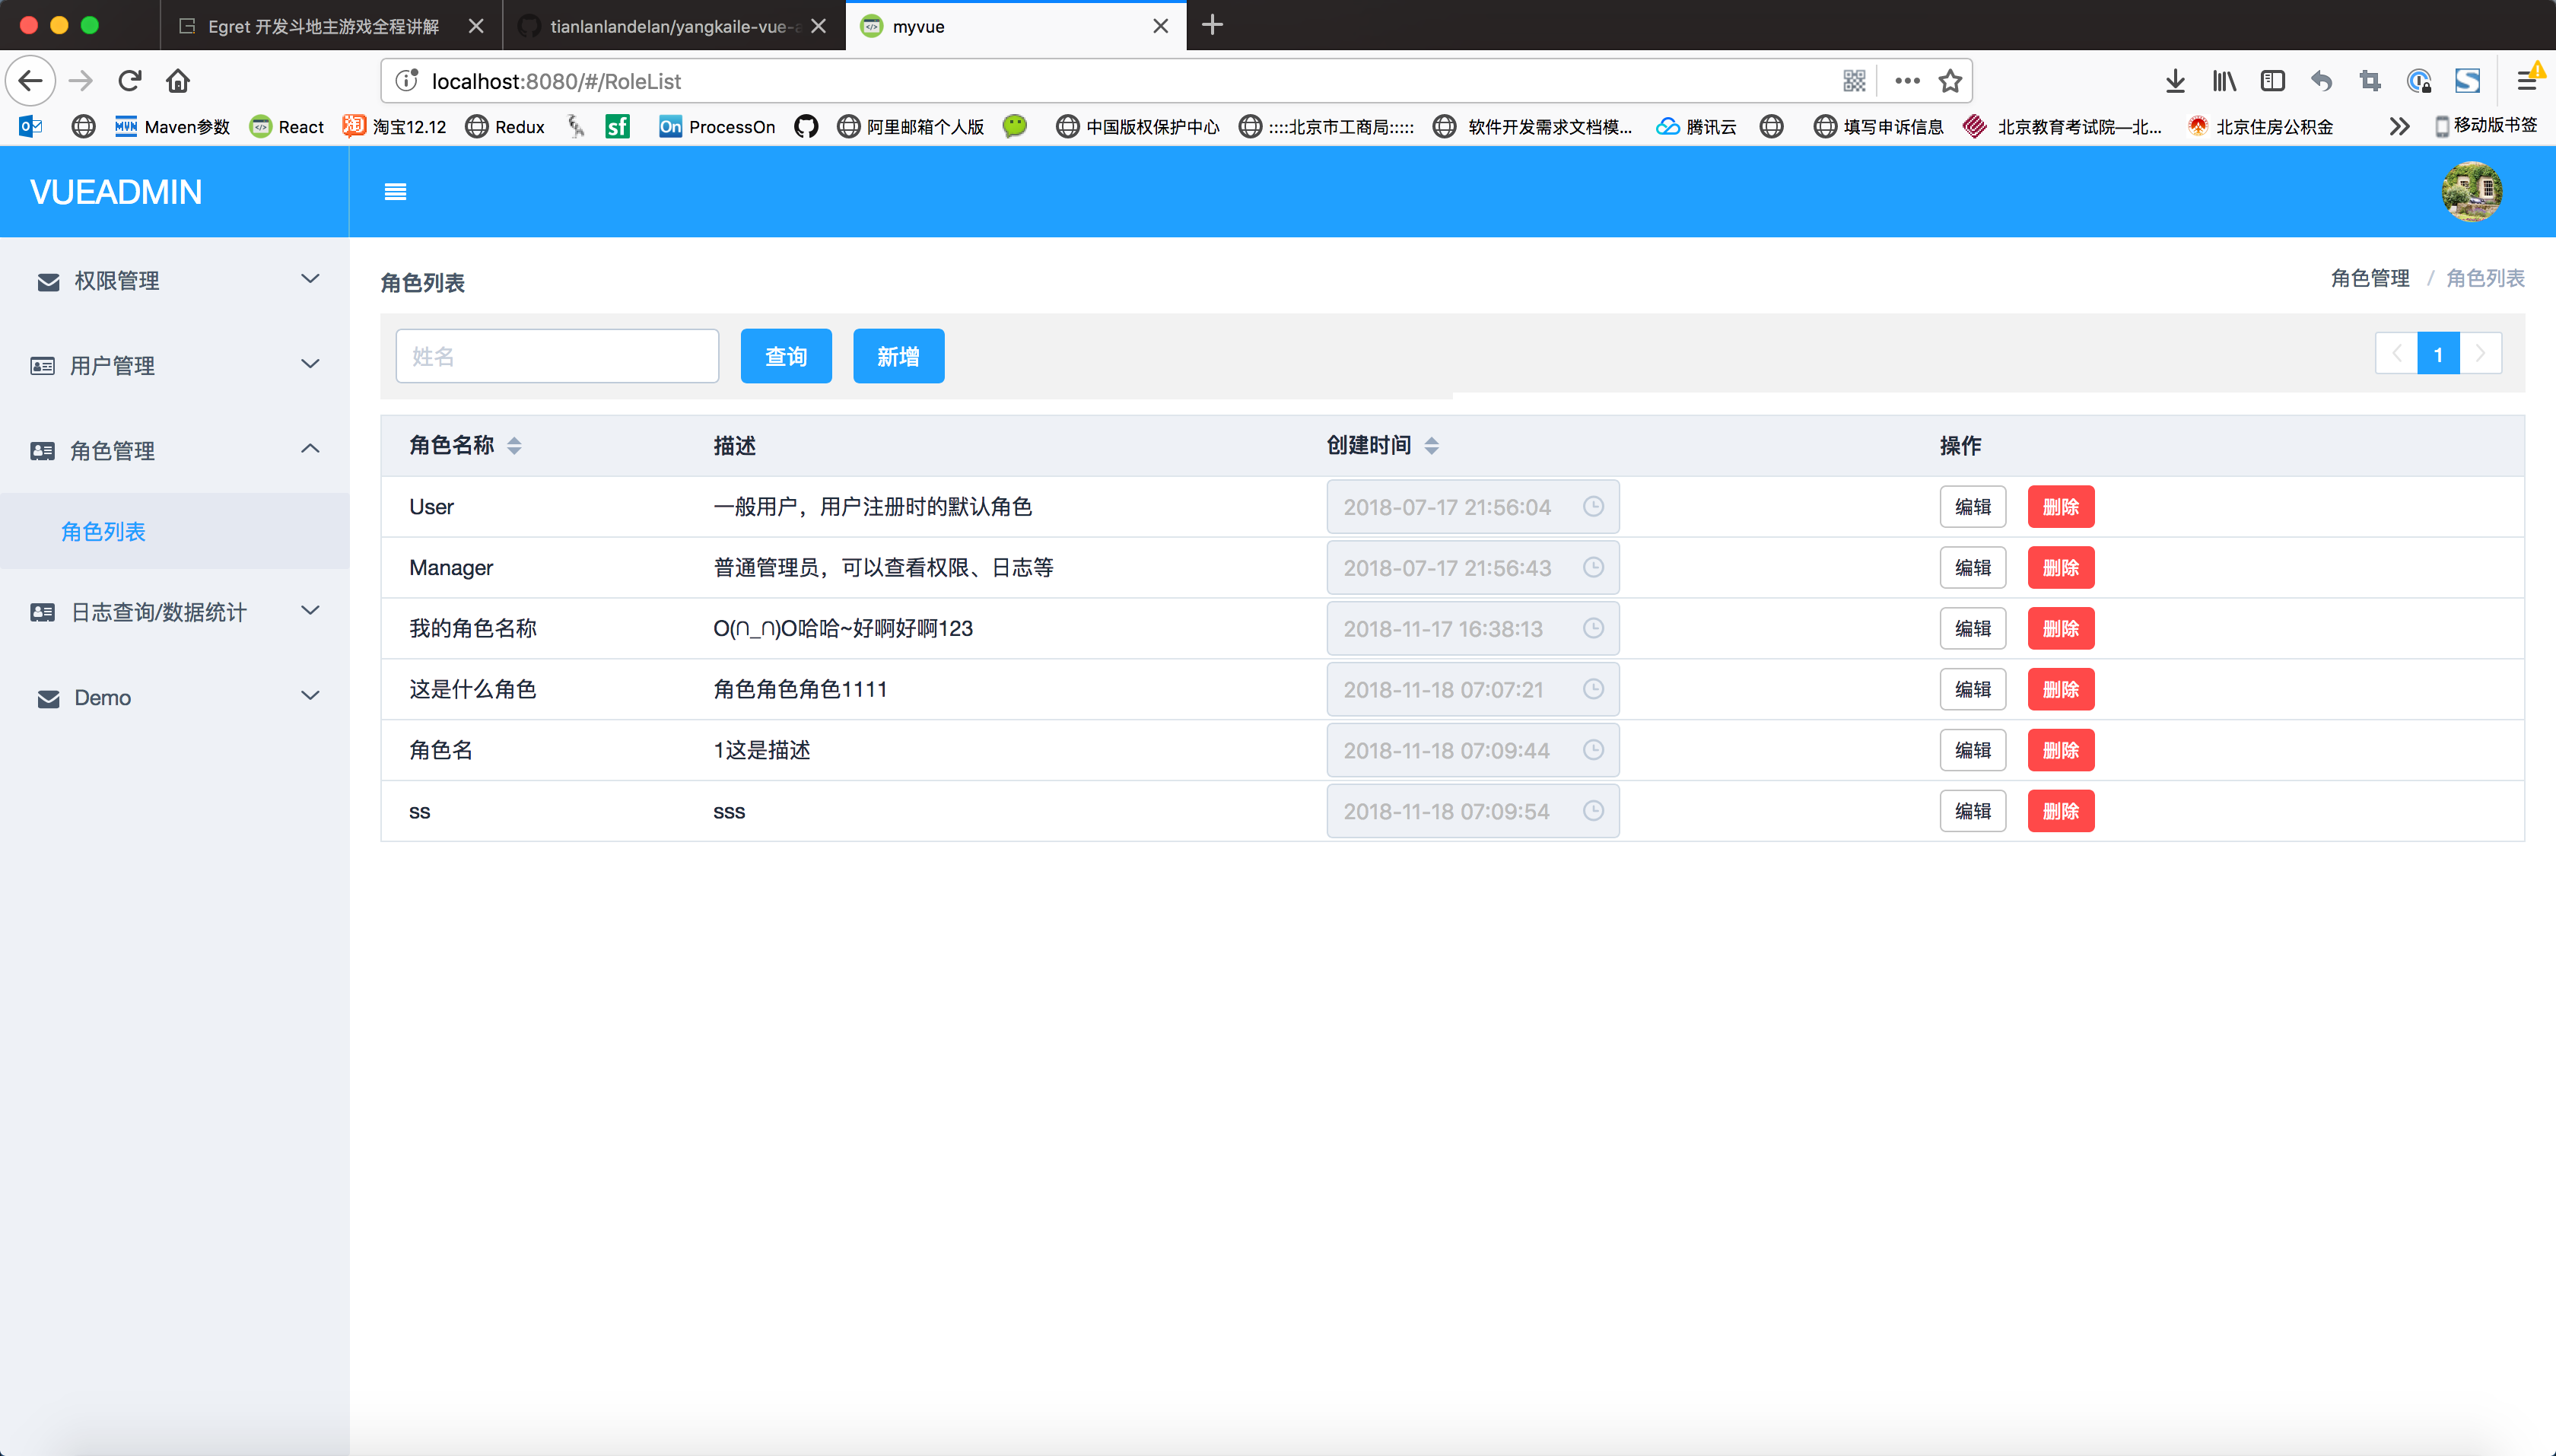 Egret 开发斗地主游戏全程讲解
tianlanlandelan/yangkaile-vue-a
myvue
localhost:8080/#/RoleList
Maven参数 React 淘宝12.12 Redux sf On ProcessOn 阿里邮箱个人版 中国版权保护中心 ::::北京市工商局::::: 软件开发需求文档模... 腾讯云 填写申诉信息 北京教育考试院—北... 北京住房公积金 移动版书签
VUEADMIN
权限管理
用户管理
角色管理
角色列表
日志查询/数据统计
Demo
角色列表
角色管理 / 角色列表
姓名 查询 新增 1
角色名称 描述 创建时间 操作
User 一般用户，用户注册时的默认角色 2018-07-17 21:56:04 编辑 删除
Manager 普通管理员，可以查看权限、日志等 2018-07-17 21:56:43 编辑 删除
我的角色名称 O(∩_∩)O哈哈~好啊好啊123 2018-11-17 16:38:13 编辑 删除
这是什么角色 角色角色角色1111 2018-11-18 07:07:21 编辑 删除
角色名 1这是描述 2018-11-18 07:09:44 编辑 删除
ss sss 2018-11-18 07:09:54 编辑 删除